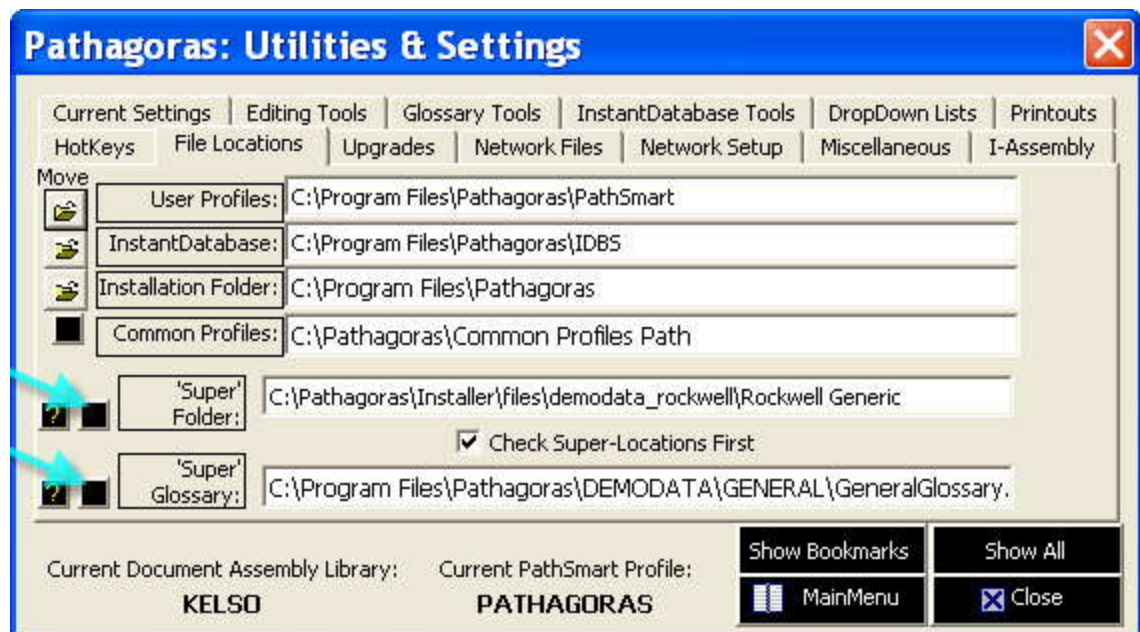 Pathagoras: Utilities & Settings
Current Settings Editing Tools Glossary Tools InstantDatabase Tools DropDown Lists Printouts
HotKeys File Locations Upgrades Network Files Network Setup Miscellaneous I-Assembly
Move
User Profiles: C:\Program Files\Pathagoras\PathSmart
InstantDatabase: C:\Program Files\Pathagoras\IDBS
Installation Folder: C:\Program Files\Pathagoras
Common Profiles: C:\Pathagoras\Common Profiles Path
'Super'
? Folder: C:\Pathagoras\Installer\files\demodata_rockwell\Rockwell Generic
Check Super-Locations First
'Super'
? Glossary: C:\Program Files\Pathagoras\DEMODATA\GENERAL\GeneralGlossary.
Show Bookmarks Show All
Current Document Assembly Library: Current PathSmart Profile:
KELSO PATHAGORAS MainMenu Close